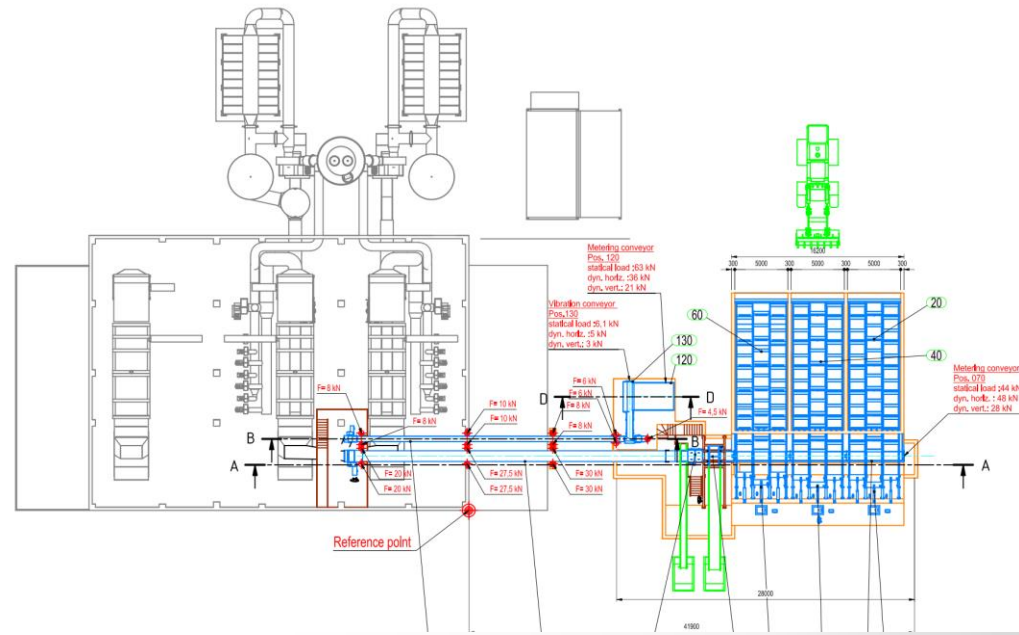 Metering conveyor
Pos. 120
statical load :63 kN
dyn. horiz. :36 kN
dyn. vert.: 21 kN
Vibration conveyor
Pos.130
statical load :6,1 kN
dyn. horiz. :5 kN
dyn. vert.: 3 kN
300
5000
5000
5000
300
60
20
40
130
120
Metering conveyor
Pos. 070
statical load :44 kN
dyn. horiz. : 48 kN
dyn. vert.: 28 kN
F= 8 kN
F= 6 kN
F= 6 kN
D
D
F= 10 kN
F= 8 kN
F= 4,5 kN
F= 8 kN
F= 10 kN
F= 8 kN
B
B
A
A
F= 20 kN
F= 27,5 kN
F= 30 kN
F= 20 kN
F= 27,5 kN
F= 30 kN
Reference point
28000
41900